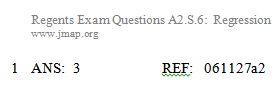 Regents Exam Questions A2.S.6: Regression
www.jmap.org
1 ANS: 3 REF: 061127a2